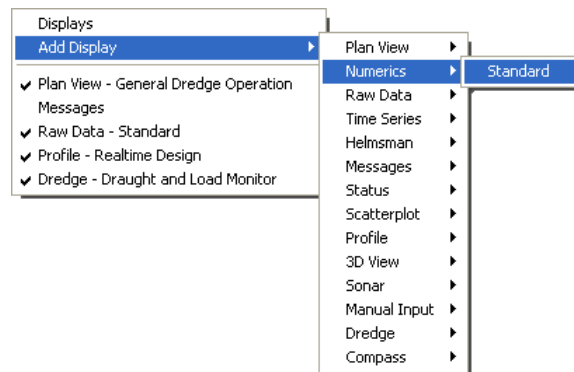 Displays
Add Display
Plan View - General Dredge Operation
Messages
Raw Data - Standard
Profile - Realtime Design
Dredge - Draught and Load Monitor
Plan View
Numerics
Raw Data
Time Series
Helmsman
Messages
Status
Scatterplot
Profile
3D View
Sonar
Manual Input
Dredge
Compass
Standard